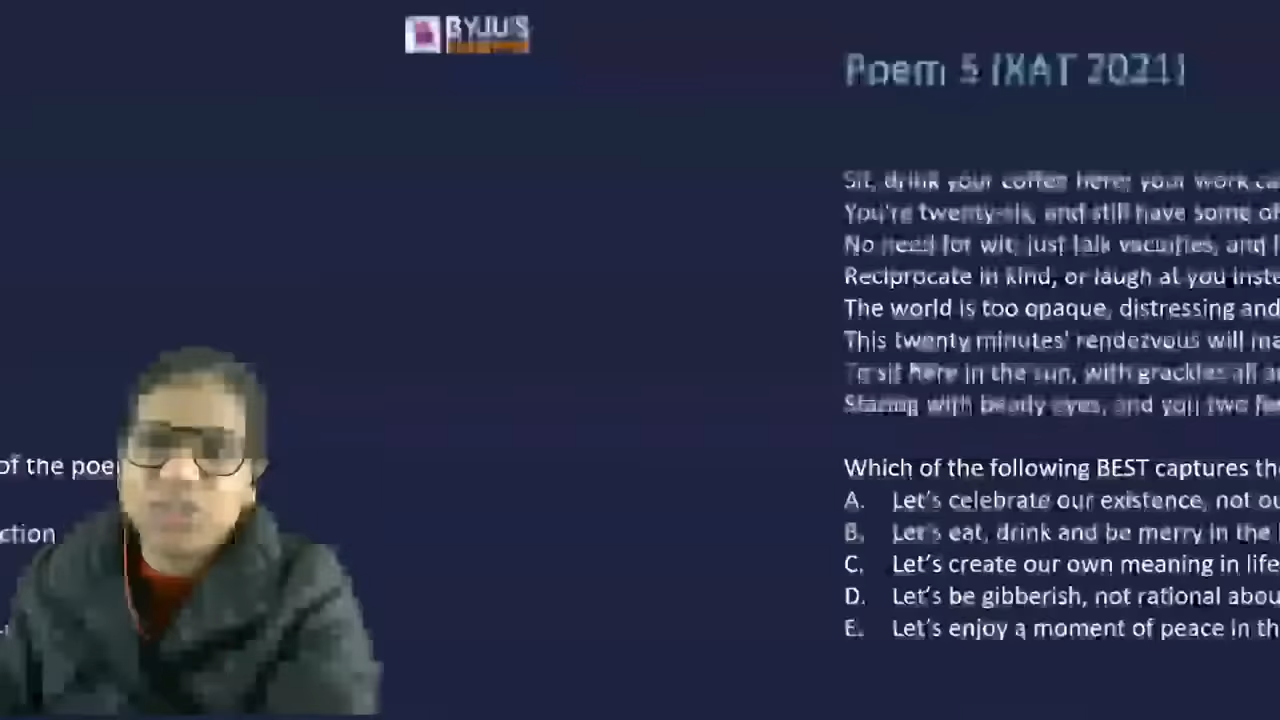 BYJU'S
Poem 5 (XAT 2021)
Sit, drink your coffee here; your work ca
You're twenty-six, and still have some of
No need for wit; just talk vacuities, and I
Reciprocate in kind, or laugh at you inste
The world is too opaque, distressing and
This twenty minutes' rendezvous will ma
To sit here in the sun, with grackles all a
Staring with beady eyes, and you two fe
of the poe
Which of the following BEST captures the
A. Let's celebrate our existence, not ou
ction
B. Let's eat, drink and be merry in the
C. Let's create our own meaning in life
D. Let's be gibberish, not rational abou
E. Let's enjoy a moment of peace in th